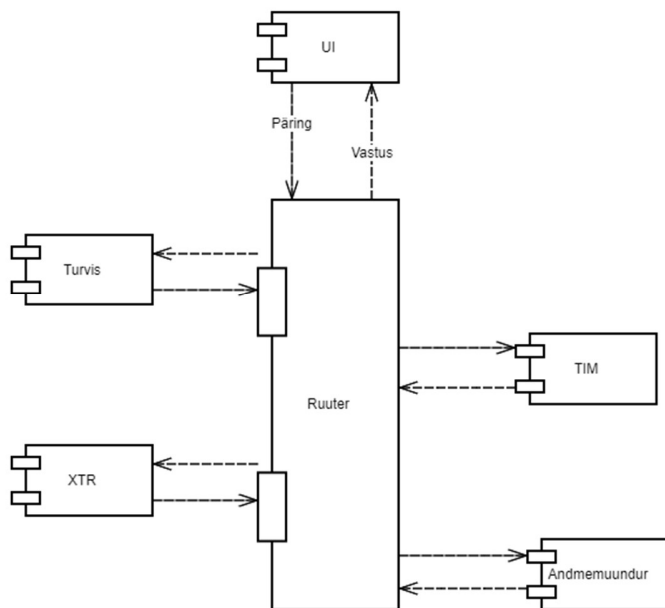 UI
Päring
Vastus
Turvis
TIM
Ruuter
XTR
Andmemuundur